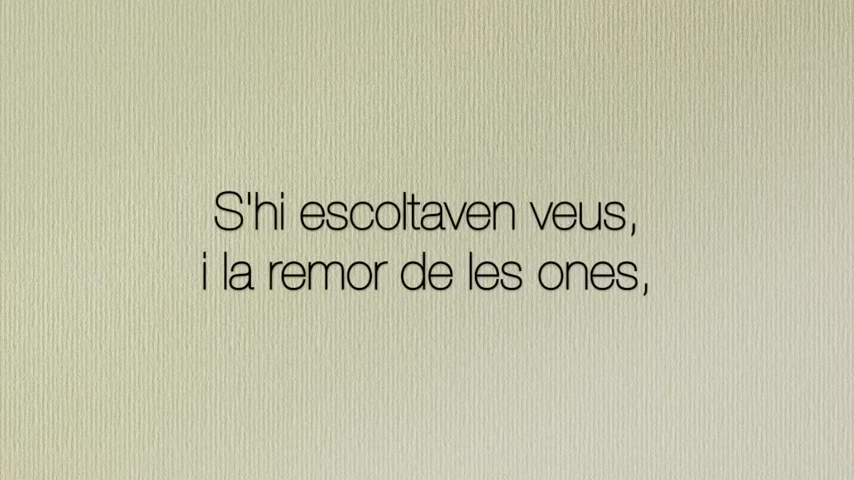 S'hi escoltaven veus,
i la remor de les ones,